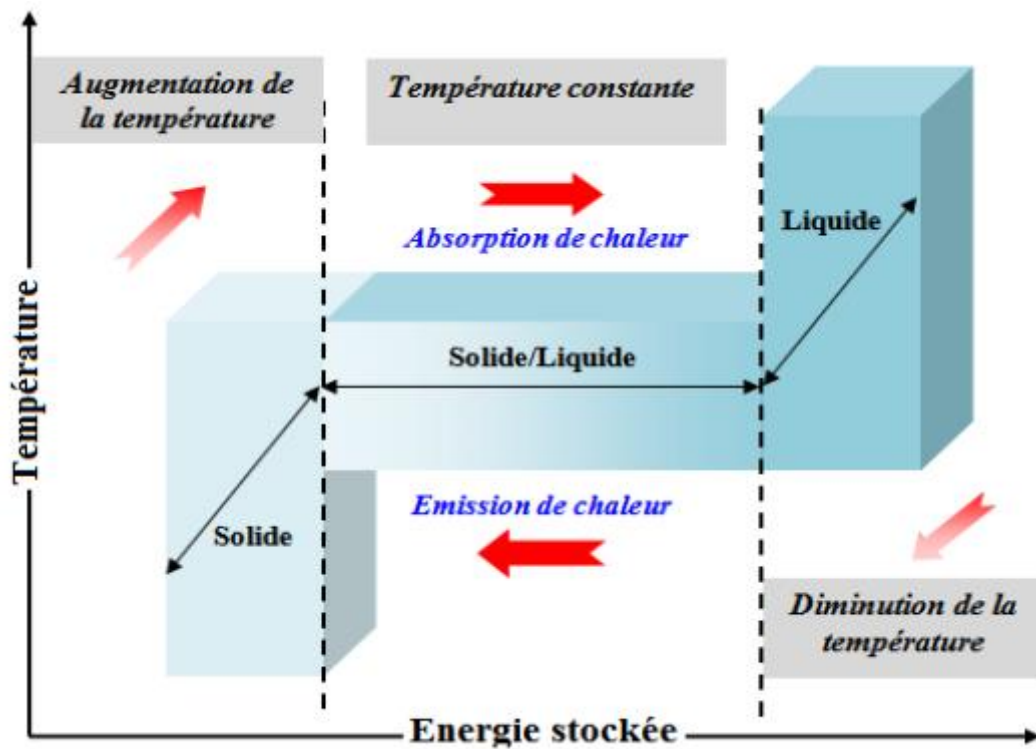 Augmentation de
la température
Température constante
Absorption de chaleur
Liquide
Température
Solide/Liquide
Solide
Emission de chaleur
Diminution de la
température
Energie stockée